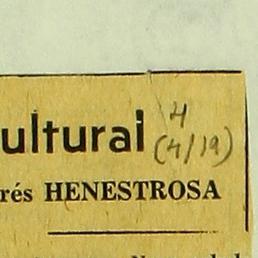 ultural 4
(4/19)
rés HENESTROSA